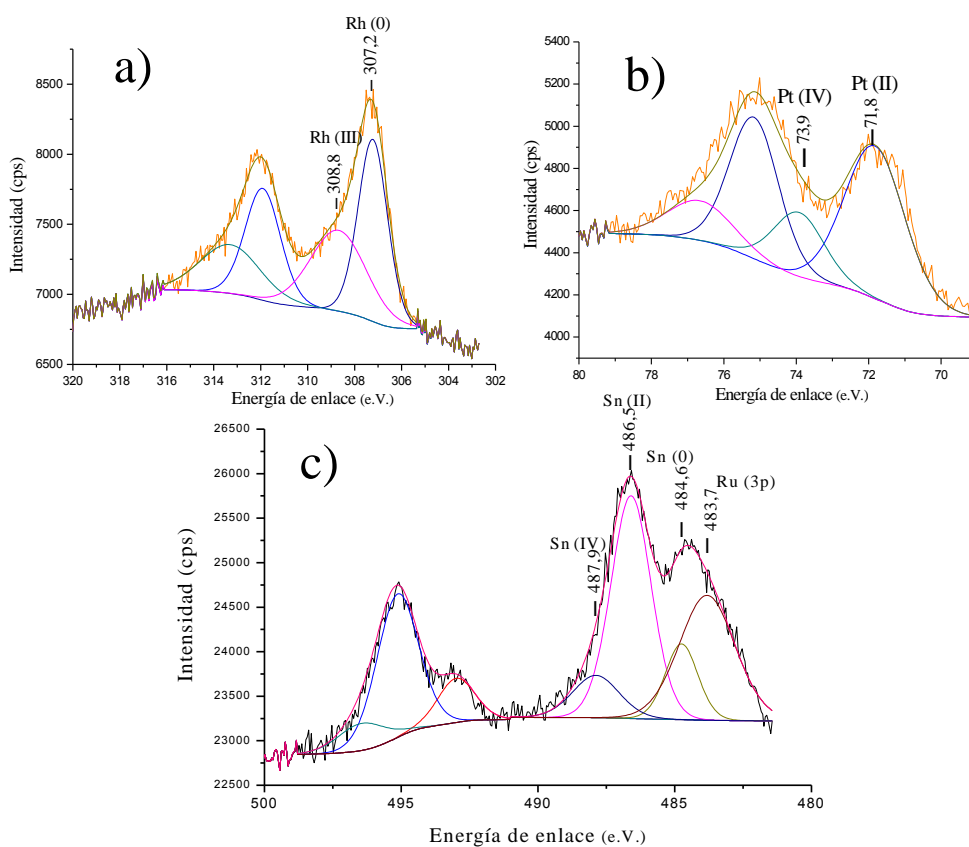 a)
Rh (0)
307,2
Rh (III)
308,8
8500
8000
7500
7000
6500
Intensidad (cps)
320 318 316 314 312 310 308 306 304 302
Energía de enlace (e.V.)
b)
Pt (IV)
73,9
Pt (II)
71,8
5400
5200
5000
4800
4600
4400
4200
4000
Intensidad (cps)
80 78 76 74 72 70
Energía de enlace (e.V.)
c)
Sn (II)
486,5
Sn (0)
484,6
Ru (3p)
483,7
Sn (IV)
487,9
26500
26000
25500
25000
24500
24000
23500
23000
22500
Intensidad (cps)
500 495 490 485 480
Energía de enlace (e.V.)